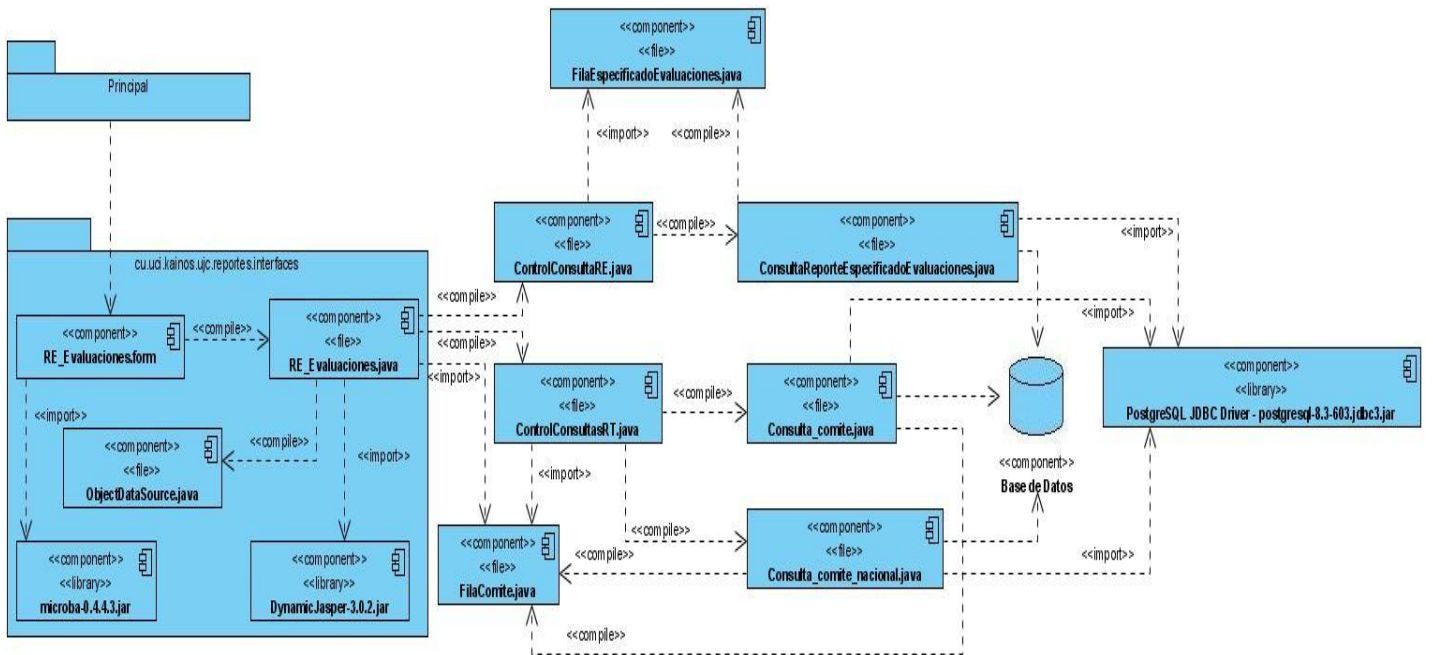 <<component>>
<<file>>
FilaEspecificadoEvaluaciones.java
Principal
<<import>>
<<compile>>
<<component>>
<<file>>
ControlConsultaRE.java
<<compile>>
<<component>>
<<file>>
ConsultaReporteEspecificadoEvaluaciones.java
<<import>>
cu.uci.kainos.ujc.reportes.interfaces
<<component>>
RE_Evaluaciones.form
<<compile>>
<<component>>
<<file>>
RE_Evaluaciones.java
<<compile>>
<<compile>>
<<import>>
<<import>>
<<component>>
<<file>>
ControlConsultasRT.java
<<compile>>
<<component>>
<<file>>
Consulta_comite.java
<<component>>
<<library>>
PostgreSQL JDBC Driver - postgresql-8.3-603.jdbc3.jar
<<import>>
<<compile>>
<<import>>
<<component>>
<<file>>
ObjectDataSource.java
<<import>>
<<component>>
Base de Datos
<<component>>
<<library>>
microba-0.4.4.3.jar
<<component>>
<<library>>
DynamicJasper-3.0.2.jar
<<component>>
<<file>>
FilaComite.java
<<compile>>
<<compile>>
<<component>>
<<file>>
Consulta_comite_nacional.java
<<import>>
<<compile>>